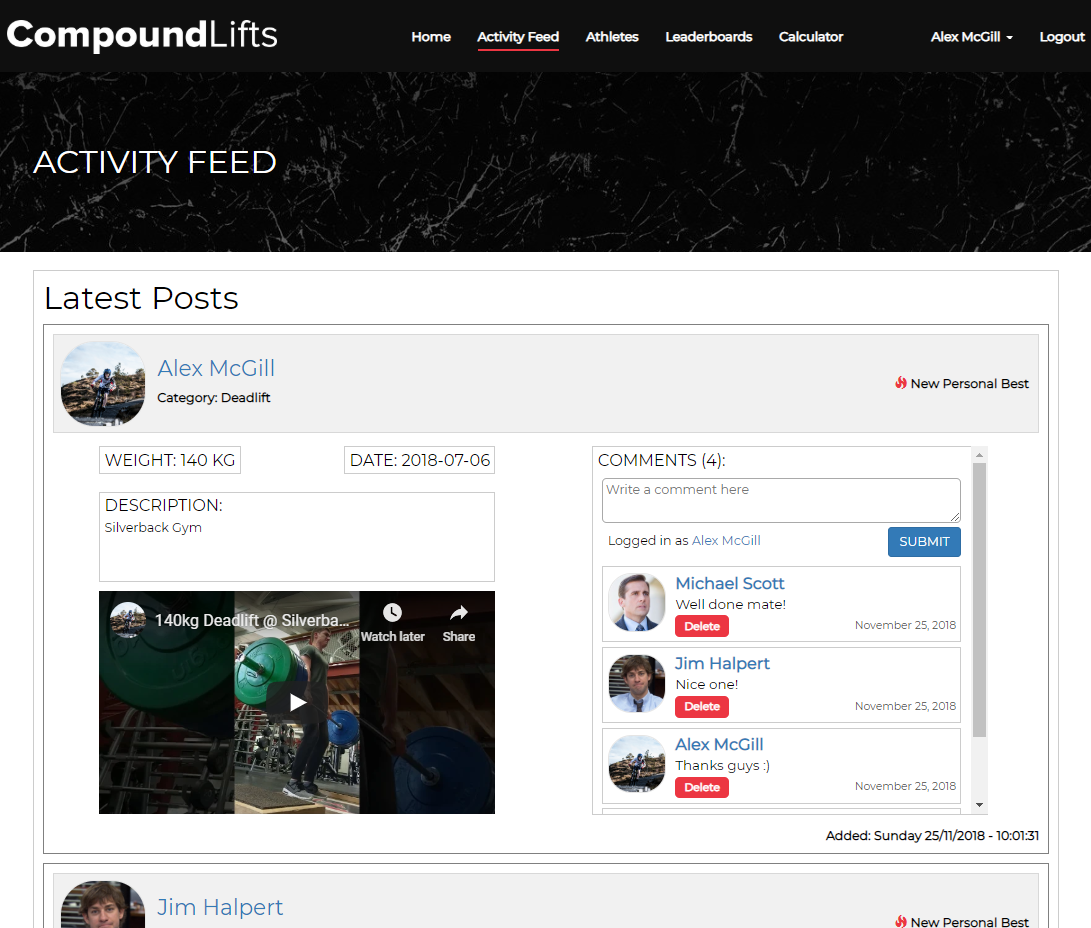 CompoundLifts
Home Activity Feed Athletes Leaderboards Calculator Alex McGill Logout
ACTIVITY FEED
Latest Posts
Alex McGill
Category: Deadlift
New Personal Best
WEIGHT: 140 KG
DATE: 2018-07-06
DESCRIPTION:
Silverback Gym
140kg Deadlift @ Silverba...
Watch later
Share
COMMENTS (4):
Write a comment here
Logged in as Alex McGill
SUBMIT
Michael Scott
Well done mate!
Delete
November 25, 2018
Jim Halpert
Nice one!
Delete
November 25, 2018
Alex McGill
Thanks guys :)
Delete
November 25, 2018
Added: Sunday 25/11/2018 - 10:01:31
Jim Halpert
New Personal Best